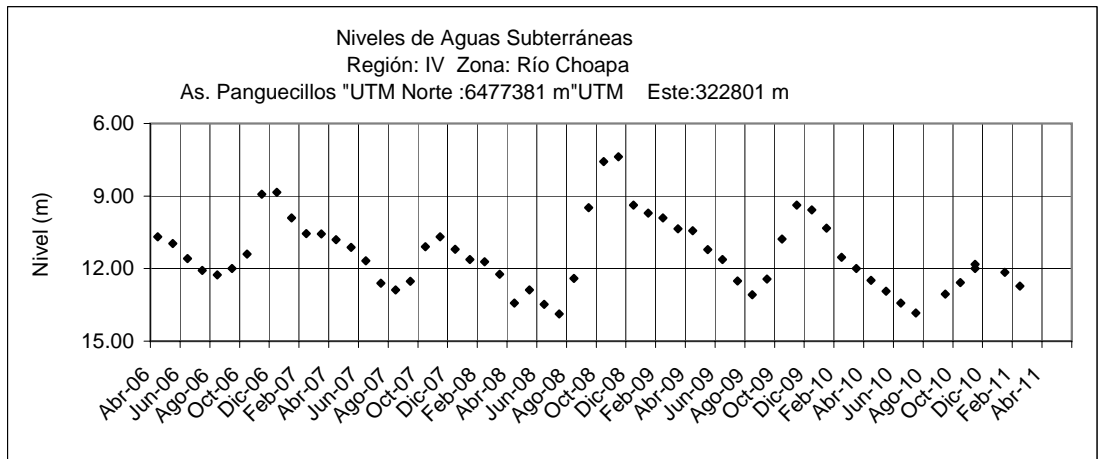 Niveles de Aguas Subterráneas
Región: IV Zona: Río Choapa
As. Panguecillos "UTM Norte :6477381 m"UTM Este:322801 m
Nivel (m)
6.00
9.00
12.00
15.00
Abr-06
Jun-06
Ago-06
Oct-06
Dic-06
Feb-07
Abr-07
Jun-07
Ago-07
Oct-07
Dic-07
Feb-08
Abr-08
Jun-08
Ago-08
Oct-08
Dic-08
Feb-09
Abr-09
Jun-09
Ago-09
Oct-09
Dic-09
Feb-10
Abr-10
Jun-10
Ago-10
Oct-10
Dic-10
Feb-11
Abr-11